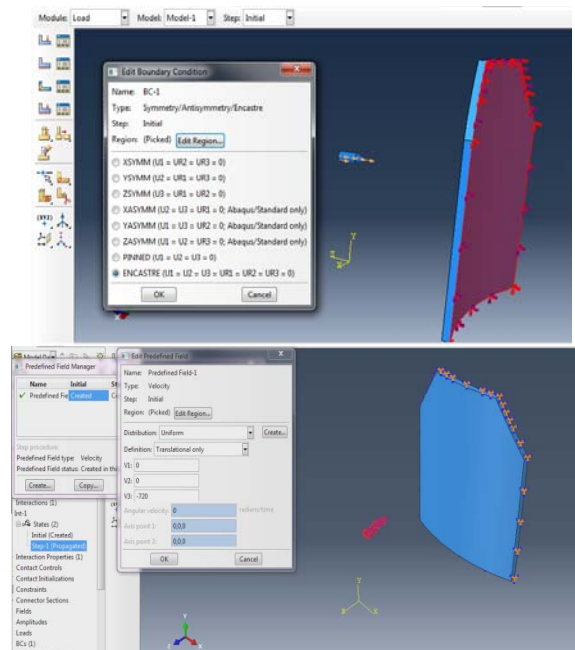 Module: Load Model: Model-1 Step: Initial
Edit Boundary Condition
Name: BC-1
Type: Symmetry/Antisymmetry/Encastre
Step: Initial
Region: (Picked) Edit Region...
XSYMM (U1 = UR2 = UR3 = 0)
YSYMM (U2 = UR1 = UR3 = 0)
ZSYMM (U3 = UR1 = UR2 = 0)
XASYMM (U2 = U3 = UR1 = 0; Abaqus/Standard only)
YASYMM (U1 = U3 = UR2 = 0; Abaqus/Standard only)
ZASYMM (U1 = U2 = UR3 = 0; Abaqus/Standard only)
PINNED (U1 = U2 = U3 = 0)
ENCASTRE (U1 = U2 = U3 = UR1 = UR2 = UR3 = 0)
OK Cancel
Predefined Field Manager
Name Initial
Predefined Fie Created
Step procedure:
Predefined Field type: Velocity
Predefined Field status: Created in this
Create... Copy...
Edit Predefined Field
Name: Predefined Field-1
Type: Velocity
Step: Initial
Region: (Picked) Edit Region...
Distribution: Uniform Create...
Definition: Translational only
V1: 0
V2: 0
V3: -720
Angular velocity: 0 radians/time
Axis point 1: 0,0,0
Axis point 2: 0,0,0
OK Cancel
Interactions (1)
Int-1
States (2)
Initial (Created)
Step-1 (Propagated)
Interaction Properties (1)
Contact Controls
Contact Initializations
Constraints
Connector Sections
Fields
Amplitudes
Loads
BCs (1)